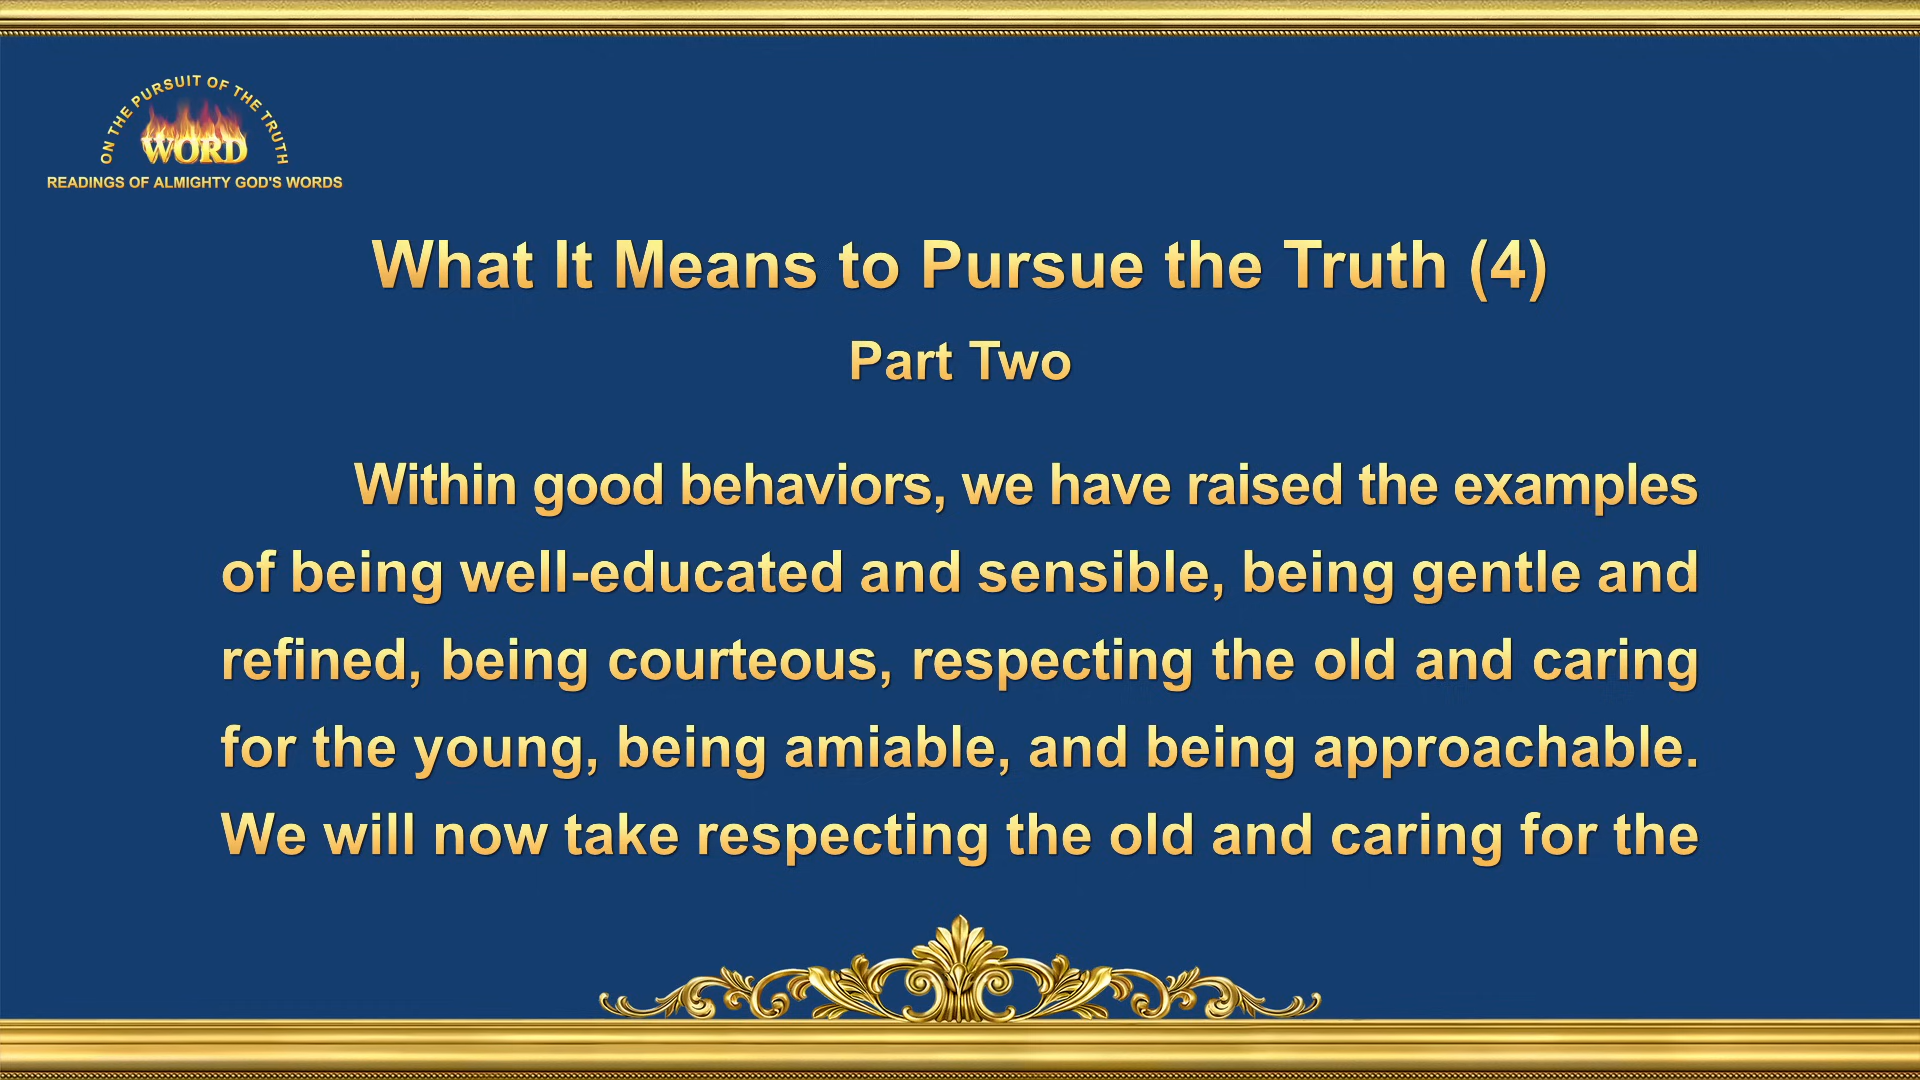 ON THE PURSUIT OF THE TRUTH
WORD
READINGS OF ALMIGHTY GOD'S WORDS
What It Means to Pursue the Truth (4)
Part Two
Within good behaviors, we have raised the examples
of being well-educated and sensible, being gentle and
refined, being courteous, respecting the old and caring
for the young, being amiable, and being approachable.
We will now take respecting the old and caring for the